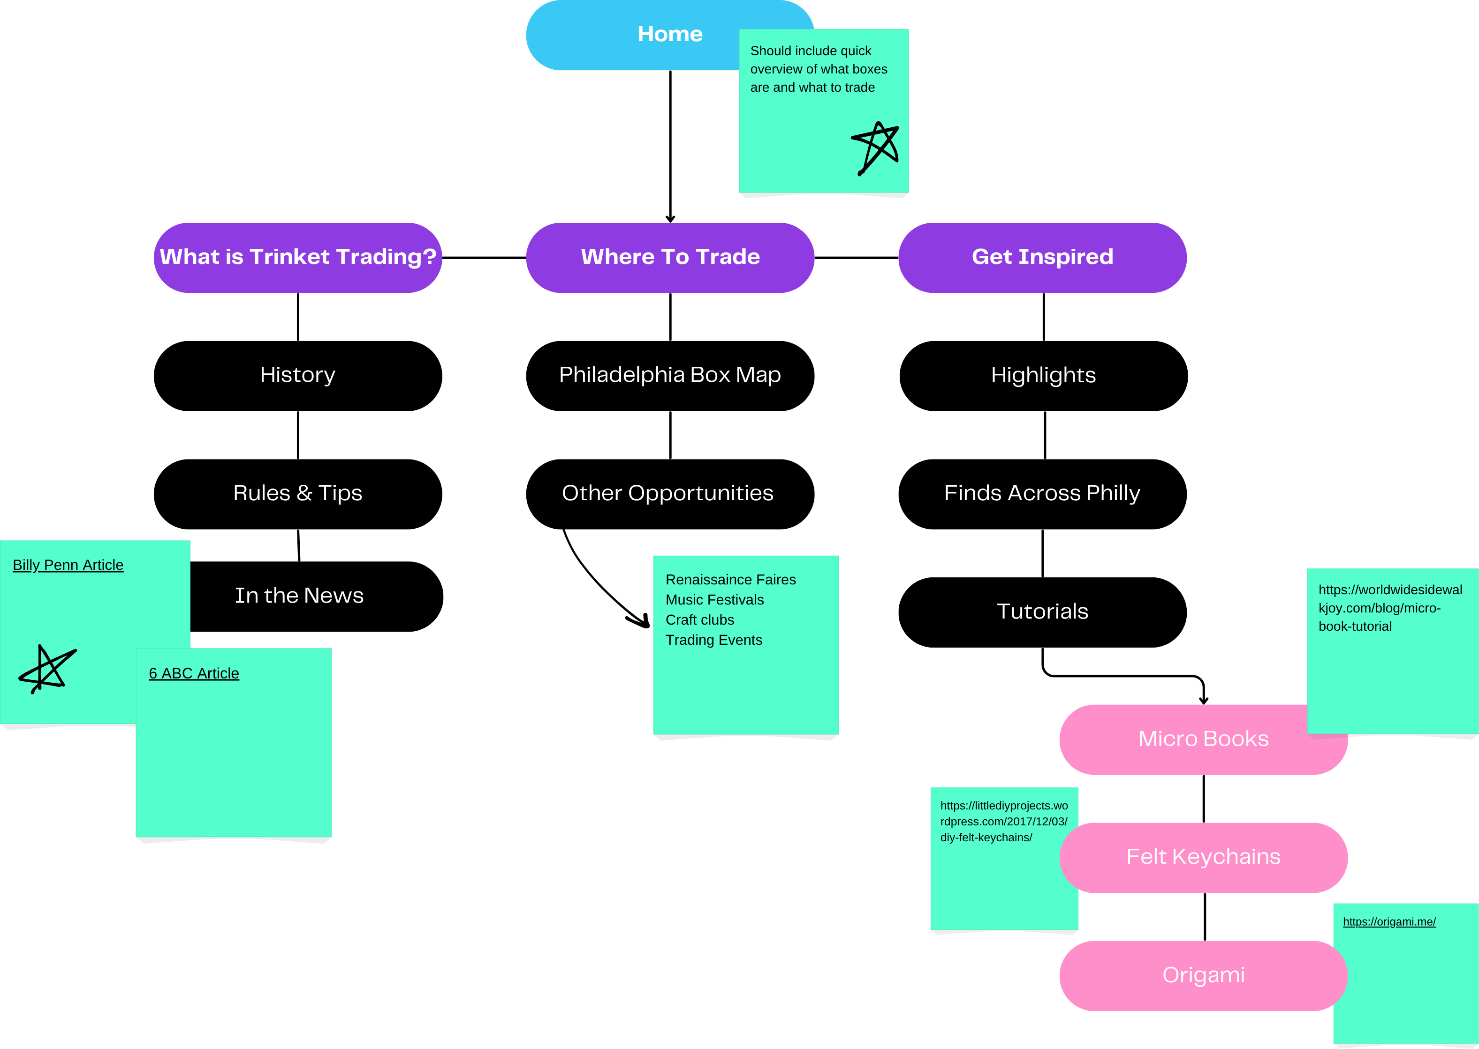 Home
Should include quick
overview of what boxes
are and what to trade
What is Trinket Trading?
Where To Trade
Get Inspired
History
Philadelphia Box Map
Highlights
Rules & Tips
Other Opportunities
Finds Across Philly
Billy Penn Article
In the News
6 ABC Article
Renaissaince Faires
Music Festivals
Craft clubs
Trading Events
Tutorials
https://worldwidesidewal
kjoy.com/blog/micro-
book-tutorial
Micro Books
https://littlediyprojects.wo
rdpress.com/2017/12/03/
diy-felt-keychains/
Felt Keychains
https://origami.me/
Origami